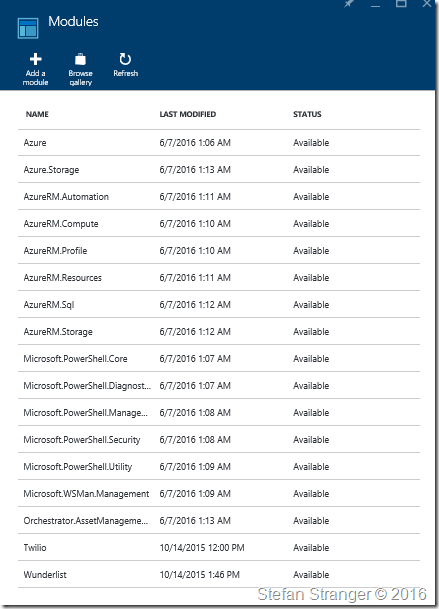 Modules
Add a module
Browse gallery
Refresh
NAME LAST MODIFIED STATUS
Azure 6/7/2016 1:06 AM Available
Azure.Storage 6/7/2016 1:13 AM Available
AzureRM.Automation 6/7/2016 1:11 AM Available
AzureRM.Compute 6/7/2016 1:10 AM Available
AzureRM.Profile 6/7/2016 1:10 AM Available
AzureRM.Resources 6/7/2016 1:11 AM Available
AzureRM.Sql 6/7/2016 1:12 AM Available
AzureRM.Storage 6/7/2016 1:12 AM Available
Microsoft.PowerShell.Core 6/7/2016 1:07 AM Available
Microsoft.PowerShell.Diagnost... 6/7/2016 1:07 AM Available
Microsoft.PowerShell.Manage... 6/7/2016 1:08 AM Available
Microsoft.PowerShell.Security 6/7/2016 1:08 AM Available
Microsoft.PowerShell.Utility 6/7/2016 1:09 AM Available
Microsoft.WSMan.Management 6/7/2016 1:09 AM Available
Orchestrator.AssetManageme... 6/7/2016 1:13 AM Available
Twilio 10/14/2015 12:00 PM Available
Wunderlist 10/14/2015 1:46 PM Available
Stefan Stranger © 2016